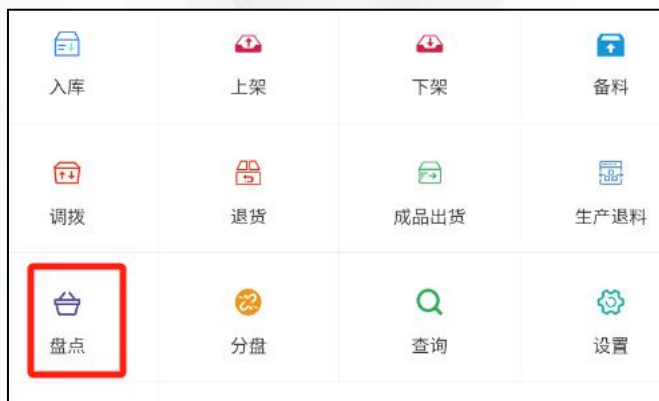 入库 上架 下架 备料
调拨 退货 成品出货 生产退料
盘点 分盘 查询 设置